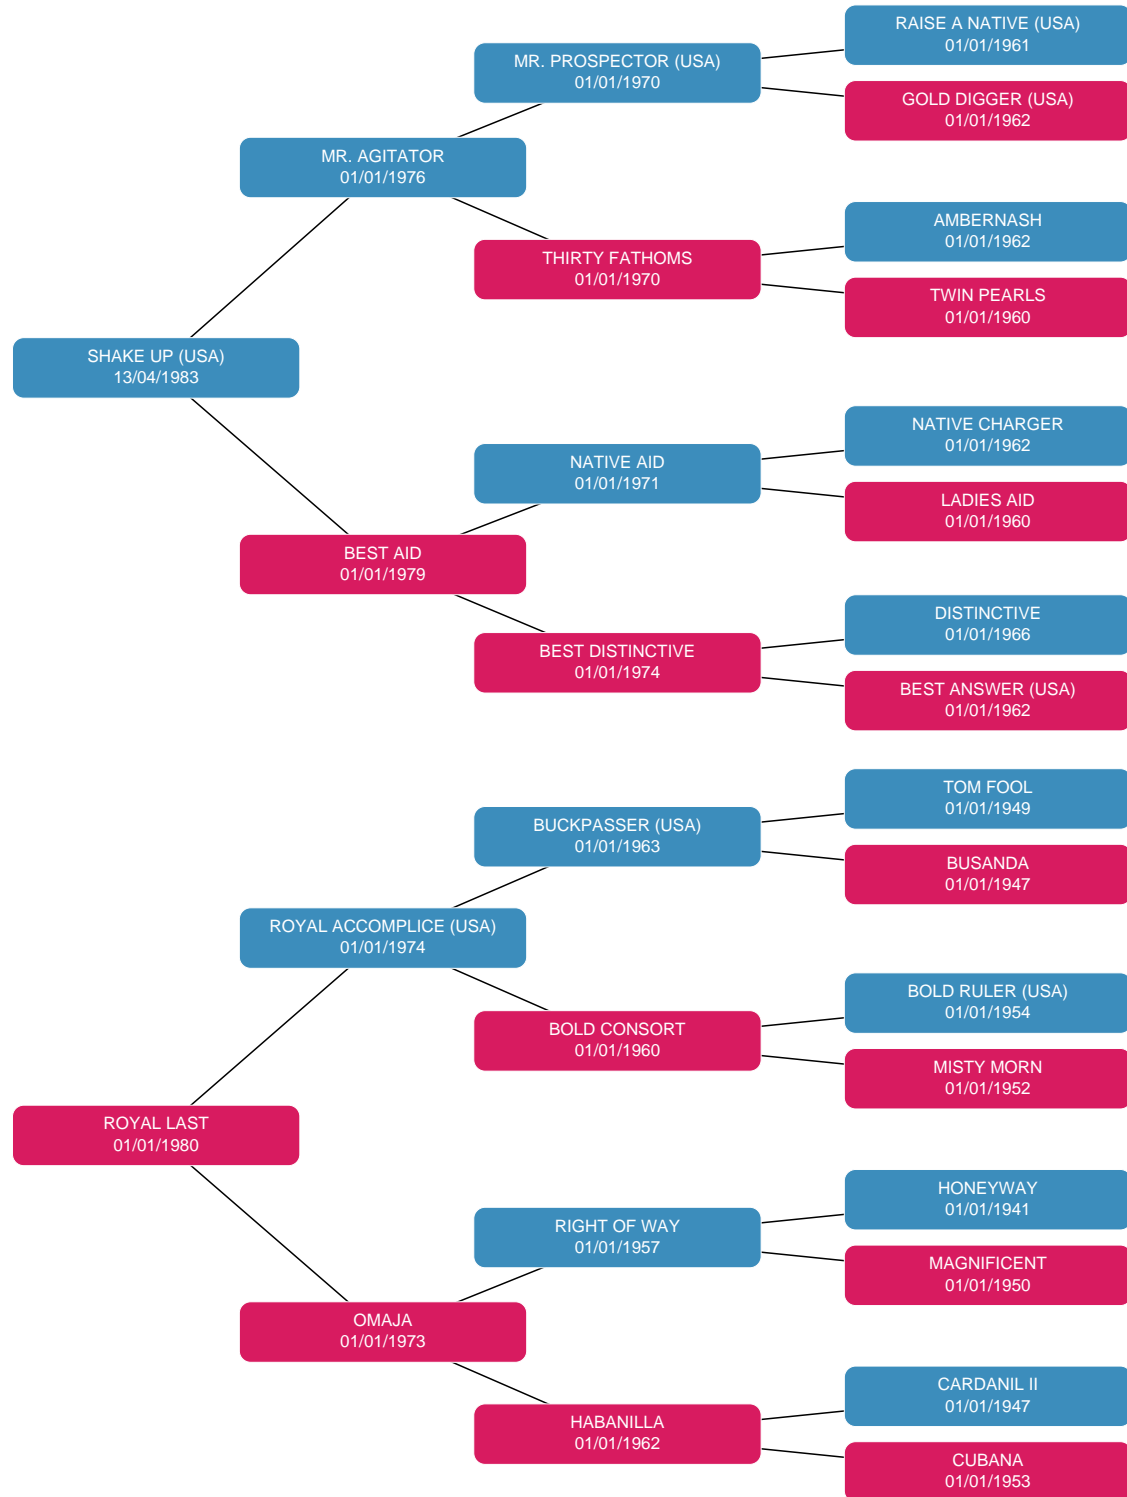 RAISE A NATIVE (USA)
01/01/1961
MR. PROSPECTOR (USA)
01/01/1970
GOLD DIGGER (USA)
01/01/1962
MR. AGITATOR
01/01/1976
AMBERNASH
01/01/1962
THIRTY FATHOMS
01/01/1970
TWIN PEARLS
01/01/1960
SHAKE UP (USA)
13/04/1983
NATIVE CHARGER
01/01/1962
NATIVE AID
01/01/1971
LADIES AID
01/01/1960
BEST AID
01/01/1979
DISTINCTIVE
01/01/1966
BEST DISTINCTIVE
01/01/1974
BEST ANSWER (USA)
01/01/1962
TOM FOOL
01/01/1949
BUCKPASSER (USA)
01/01/1963
BUSANDA
01/01/1947
ROYAL ACCOMPLICE (USA)
01/01/1974
BOLD RULER (USA)
01/01/1954
BOLD CONSORT
01/01/1960
MISTY MORN
01/01/1952
ROYAL LAST
01/01/1980
HONEYWAY
01/01/1941
RIGHT OF WAY
01/01/1957
MAGNIFICENT
01/01/1950
OMAJA
01/01/1973
CARDANIL II
01/01/1947
HABANILLA
01/01/1962
CUBANA
01/01/1953